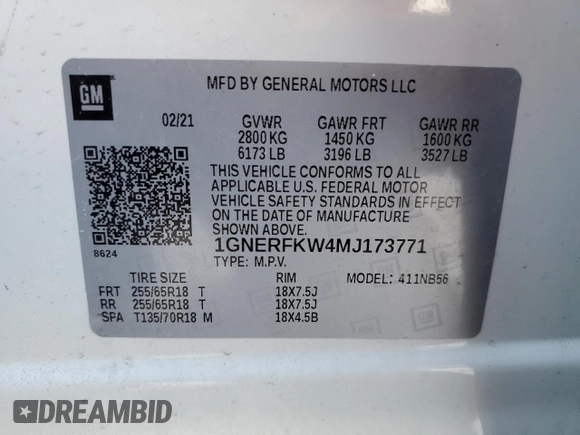 GM
MFD BY GENERAL MOTORS LLC
02/21 GVWR GAWR FRT GAWR RR
2800 KG 1450 KG 1600 KG
6173 LB 3196 LB 3527 LB
THIS VEHICLE CONFORMS TO ALL
APPLICABLE U.S. FEDERAL MOTOR
VEHICLE SAFETY STANDARDS IN EFFECT
ON THE DATE OF MANUFACTURE
SHOWN ABOVE.
8624
1GNERFKW4MJ173771
TYPE: M.P.V. MODEL: 411NB56
TIRE SIZE RIM
FRT 255/65R18 T 18X7.5J
RR 255/65R18 T 18X7.5J
SPA T135/70R18 M 18X4.5B
DREAMBID